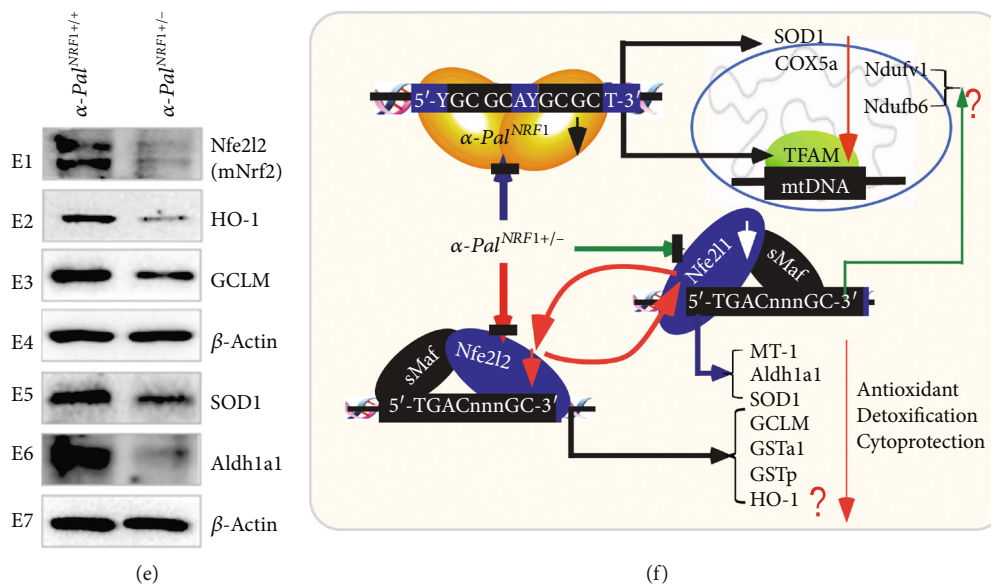 α-Pal^NRF1+/+
α-Pal^NRF1+/−
E1
Nfe2l2
(mNrf2)
E2
HO-1
E3
GCLM
E4
β-Actin
E5
SOD1
E6
Aldh1a1
E7
β-Actin
(e)
5′-YGC GCAYGCGC T-3′
α-Pal^NRF1
SOD1
COX5a
Ndufv1
Ndufb6
?
TFAM
mtDNA
α-Pal^NRF1+/−
Nfe2l1
sMaf
5′-TGACnnnGC-3′
sMaf
Nfe2l2
5′-TGACnnnGC-3′
MT-1
Aldh1a1
SOD1
GCLM
GSTa1
GSTp
HO-1 ?
Antioxidant
Detoxification
Cytoprotection
(f)